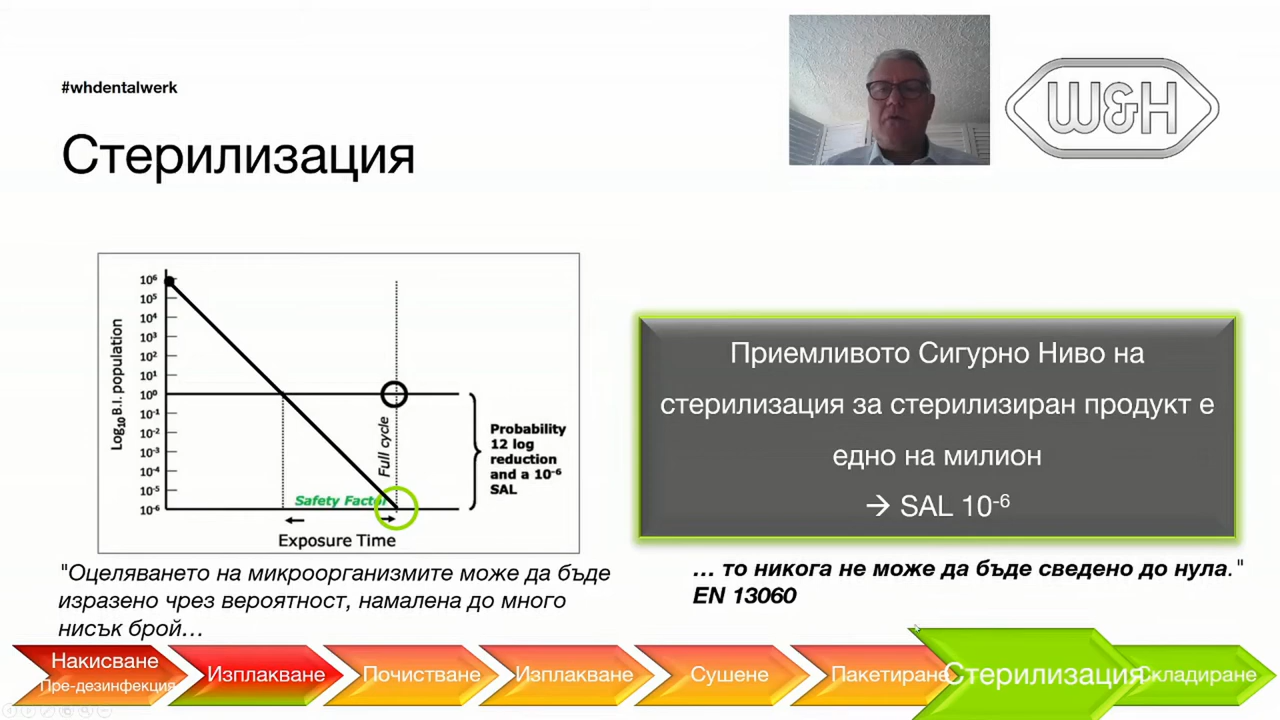 #whdentalwerk
W&H
Стерилизация
Log10 B.I. population
10⁶
10⁵
10⁴
10³
10²
10¹
10⁰
10⁻¹
10⁻²
10⁻³
10⁻⁴
10⁻⁵
10⁻⁶
Full cycle
Safety Factor
Exposure Time
Probability
12 log
reduction
and a 10⁻⁶
SAL
Приемливото Сигурно Ниво на
стерилизация за стерилизиран продукт е
едно на милион
→ SAL 10⁻⁶
"Оцеляването на микроорганизмите може да бъде
изразено чрез вероятност, намалена до много
нисък брой...
... то никога не може да бъде сведено до нула."
EN 13060
Накисване
Пре-дезинфекция
Изплакване
Почистване
Изплакване
Сушене
Пакетиране
Стерилизация
Складиране